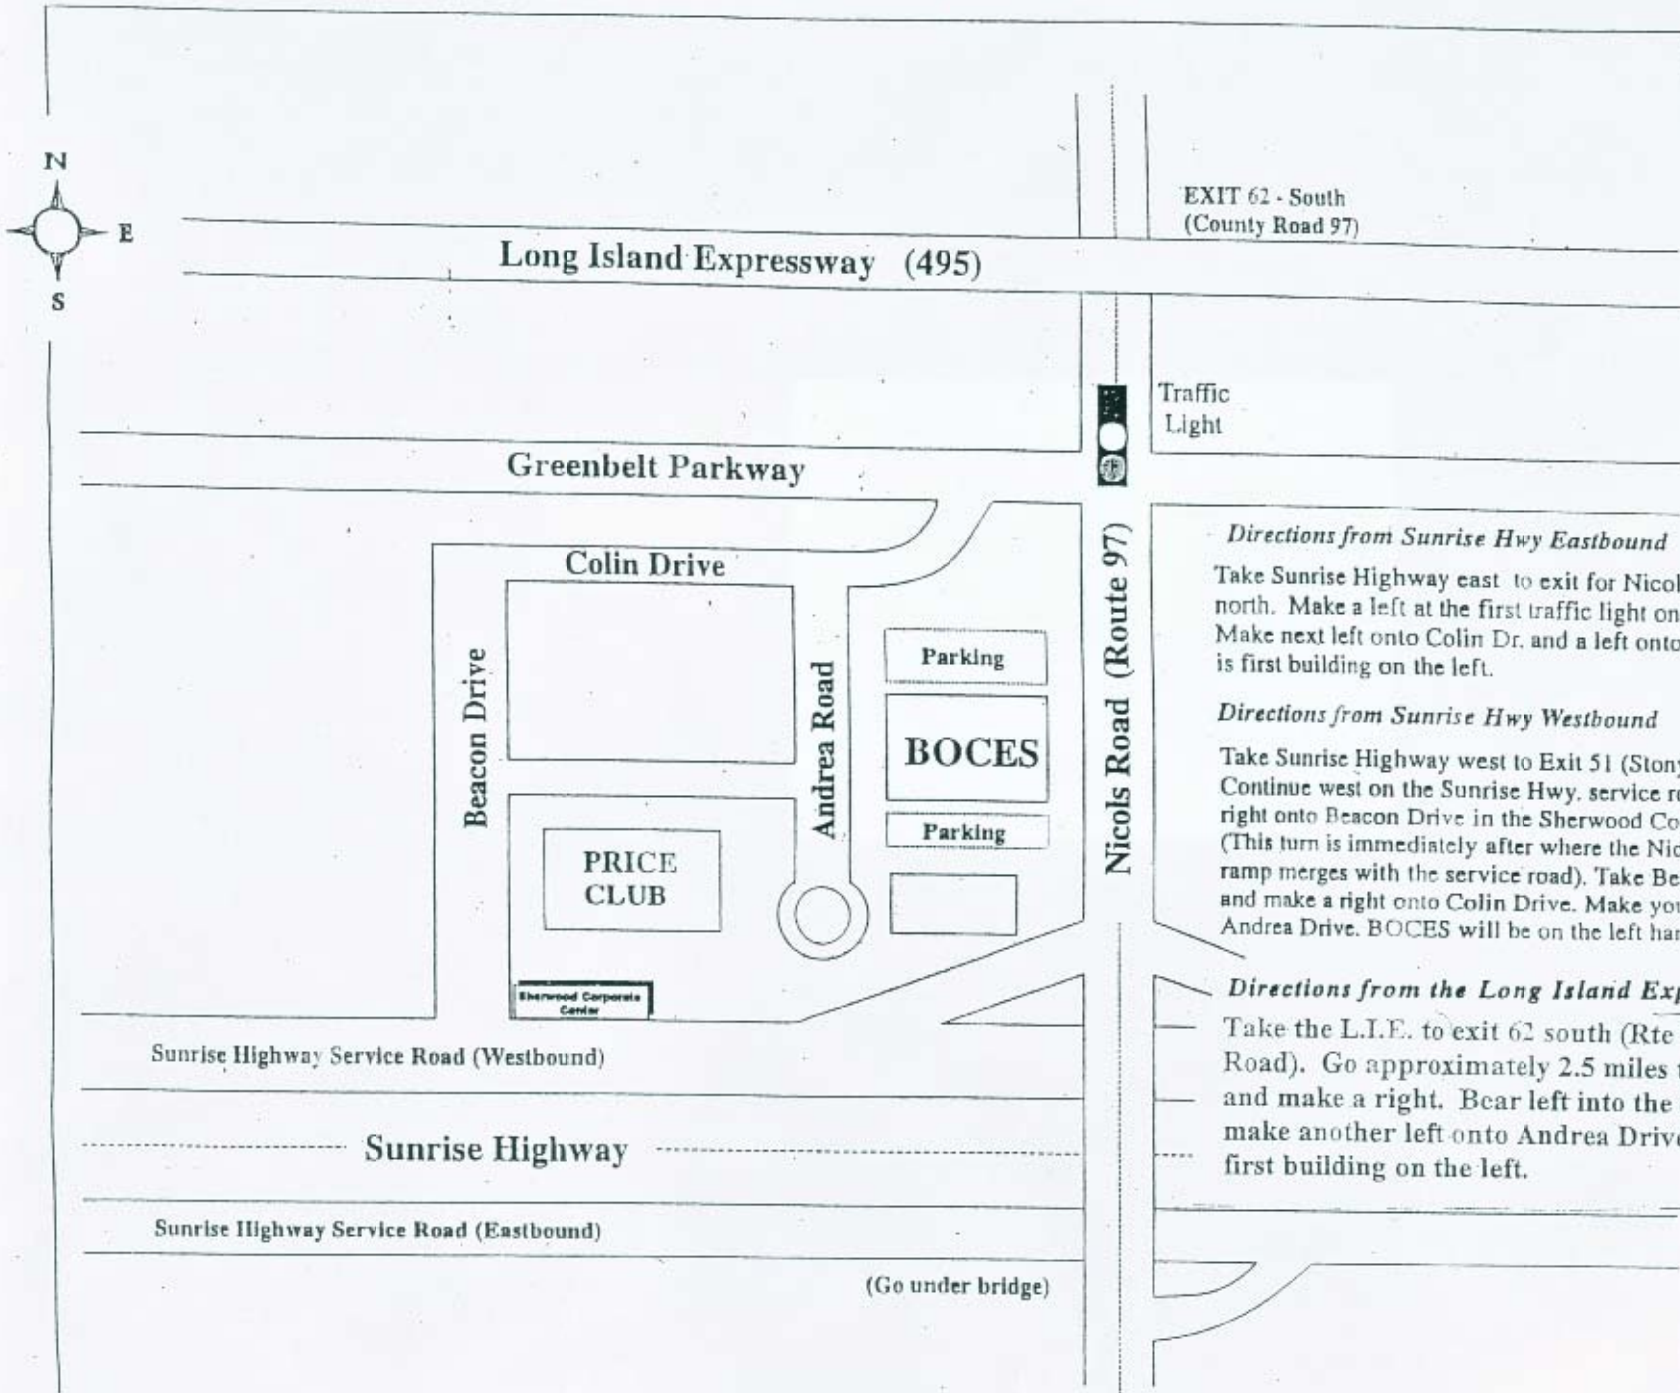 N
E
S
EXIT 62 - South
(County Road 97)
Long Island Expressway (495)
Traffic
Light
Greenbelt Parkway
Colin Drive
Beacon Drive
Andrea Road
Parking
BOCES
Parking
PRICE
CLUB
Sherwood Corporate
Center
Nicols Road (Route 97)
Sunrise Highway Service Road (Westbound)
Sunrise Highway
Sunrise Highway Service Road (Eastbound)
(Go under bridge)
Directions from Sunrise Hwy Eastbound
Take Sunrise Highway east to exit for Nicol
north. Make a left at the first traffic light on
Make next left onto Colin Dr. and a left onto
is first building on the left.
Directions from Sunrise Hwy Westbound
Take Sunrise Highway west to Exit 51 (Stony
Continue west on the Sunrise Hwy. service r
right onto Beacon Drive in the Sherwood Co
(This turn is immediately after where the Nic
ramp merges with the service road). Take Be
and make a right onto Colin Drive. Make you
Andrea Drive. BOCES will be on the left har
Directions from the Long Island Exp
Take the L.I.E. to exit 62 south (Rte
Road). Go approximately 2.5 miles t
and make a right. Bear left into the
make another left onto Andrea Drive
first building on the left.